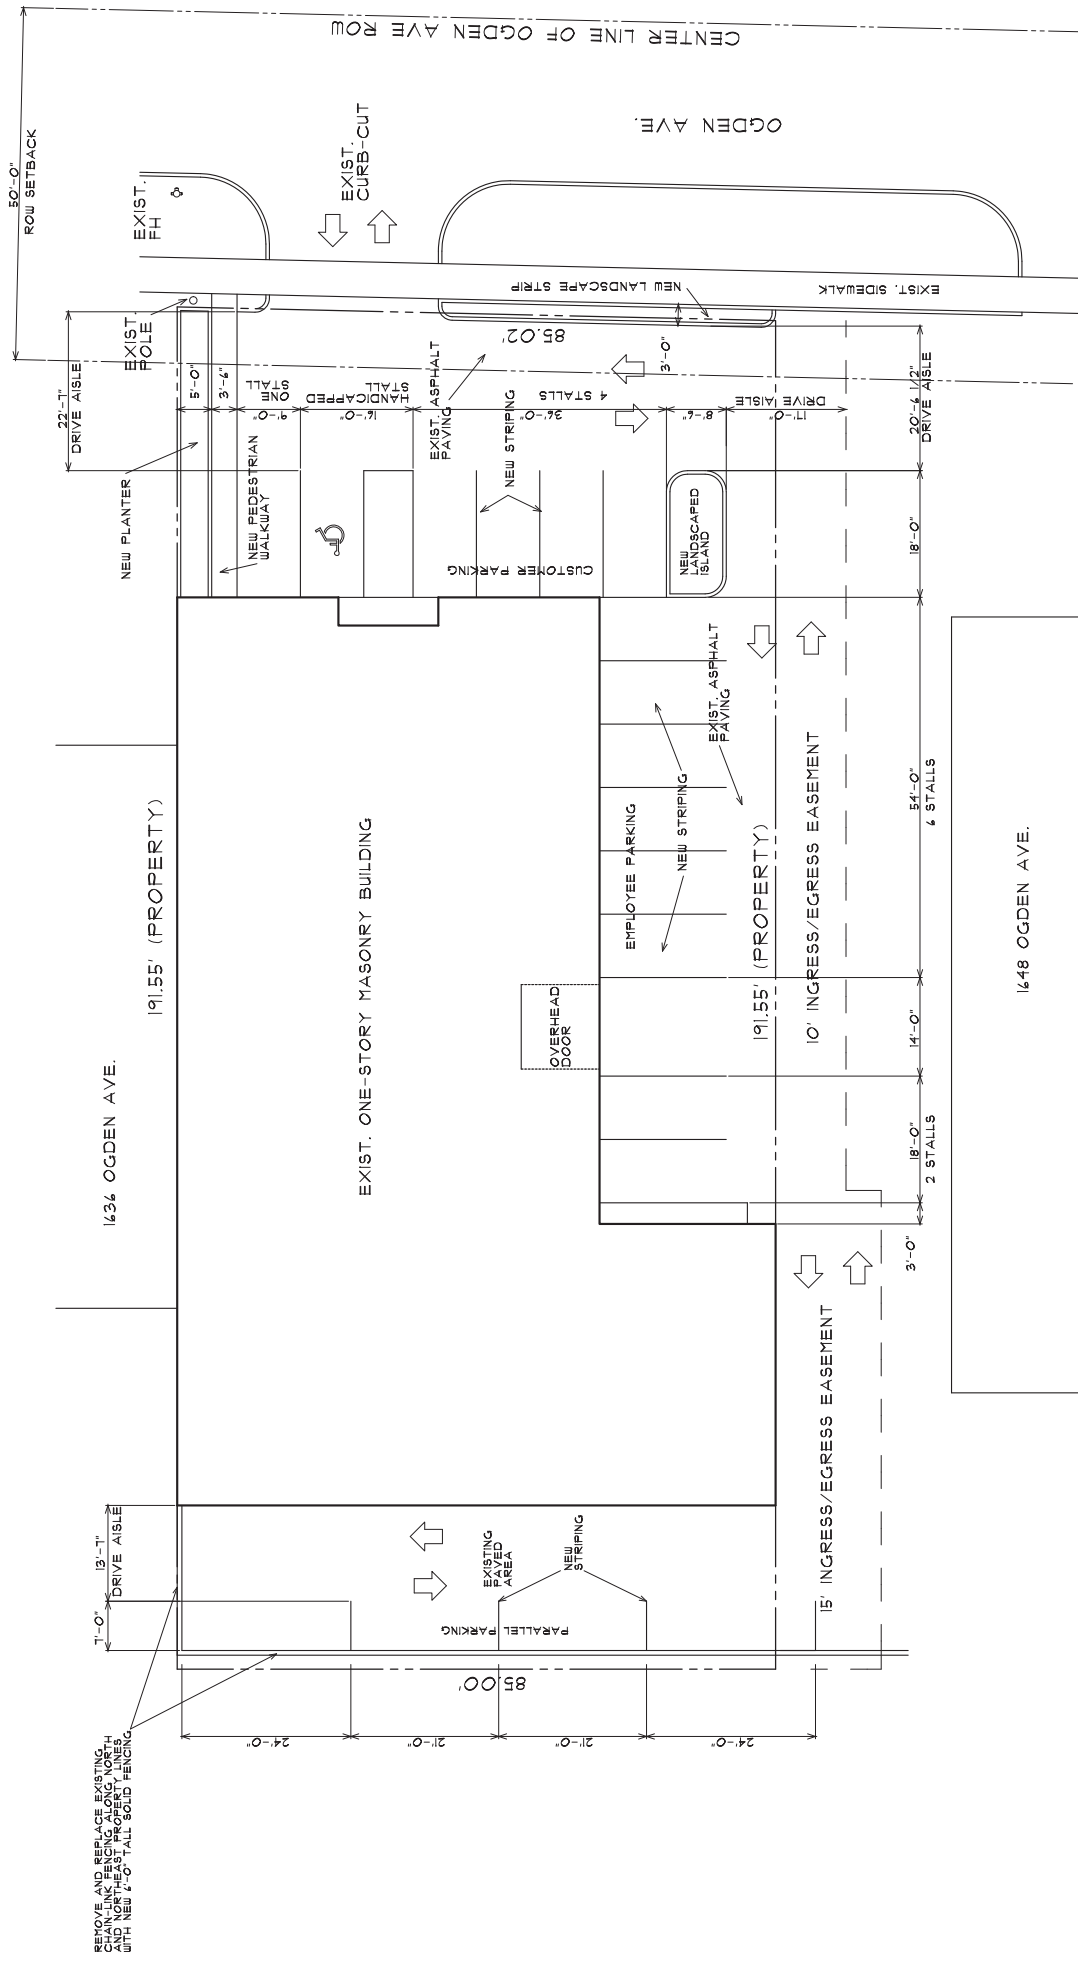 CENTER LINE OF OGDEN AVE ROW
OGDEN AVE.
50'-0"
ROW SETBACK
EXIST.
FH
EXIST.
CURB-CUT
EXIST.
POLE
NEW LANDSCAPE STRIP
EXIST. SIDEWALK
85.02'
22'-7"
DRIVE AISLE
5'-0"
3'-6"
9'-0"
ONE
STALL
16'-0"
HANDICAPPED
STALL
EXIST. ASPHALT
PAVING
36'-0"
4 STALLS
3'-0"
8'-6"
17'-0"
DRIVE AISLE
20'-6 1/2"
DRIVE AISLE
NEW PLANTER
NEW PEDESTRIAN
WALKWAY
NEW STRIPING
CUSTOMER PARKING
NEW
LANDSCAPED
ISLAND
18'-0"
191.55' (PROPERTY)
1636 OGDEN AVE.
EXIST. ONE-STORY MASONRY BUILDING
OVERHEAD
DOOR
EMPLOYEE PARKING
NEW STRIPING
EXIST. ASPHALT
PAVING
191.55' (PROPERTY)
10' INGRESS/EGRESS EASEMENT
54'-0"
6 STALLS
14'-0"
18'-0"
2 STALLS
3'-0"
1648 OGDEN AVE.
15' INGRESS/EGRESS EASEMENT
13'-7"
DRIVE AISLE
7'-0"
EXISTING
PAVED
AREA
NEW
STRIPING
PARALLEL PARKING
85.00'
24'-0"
21'-0"
21'-0"
24'-0"
REMOVE AND REPLACE EXISTING
CHAIN-LINK FENCING ALONG NORTH
AND NORTHEAST PROPERTY LINES
WITH NEW 6'-0" TALL SOLID FENCING